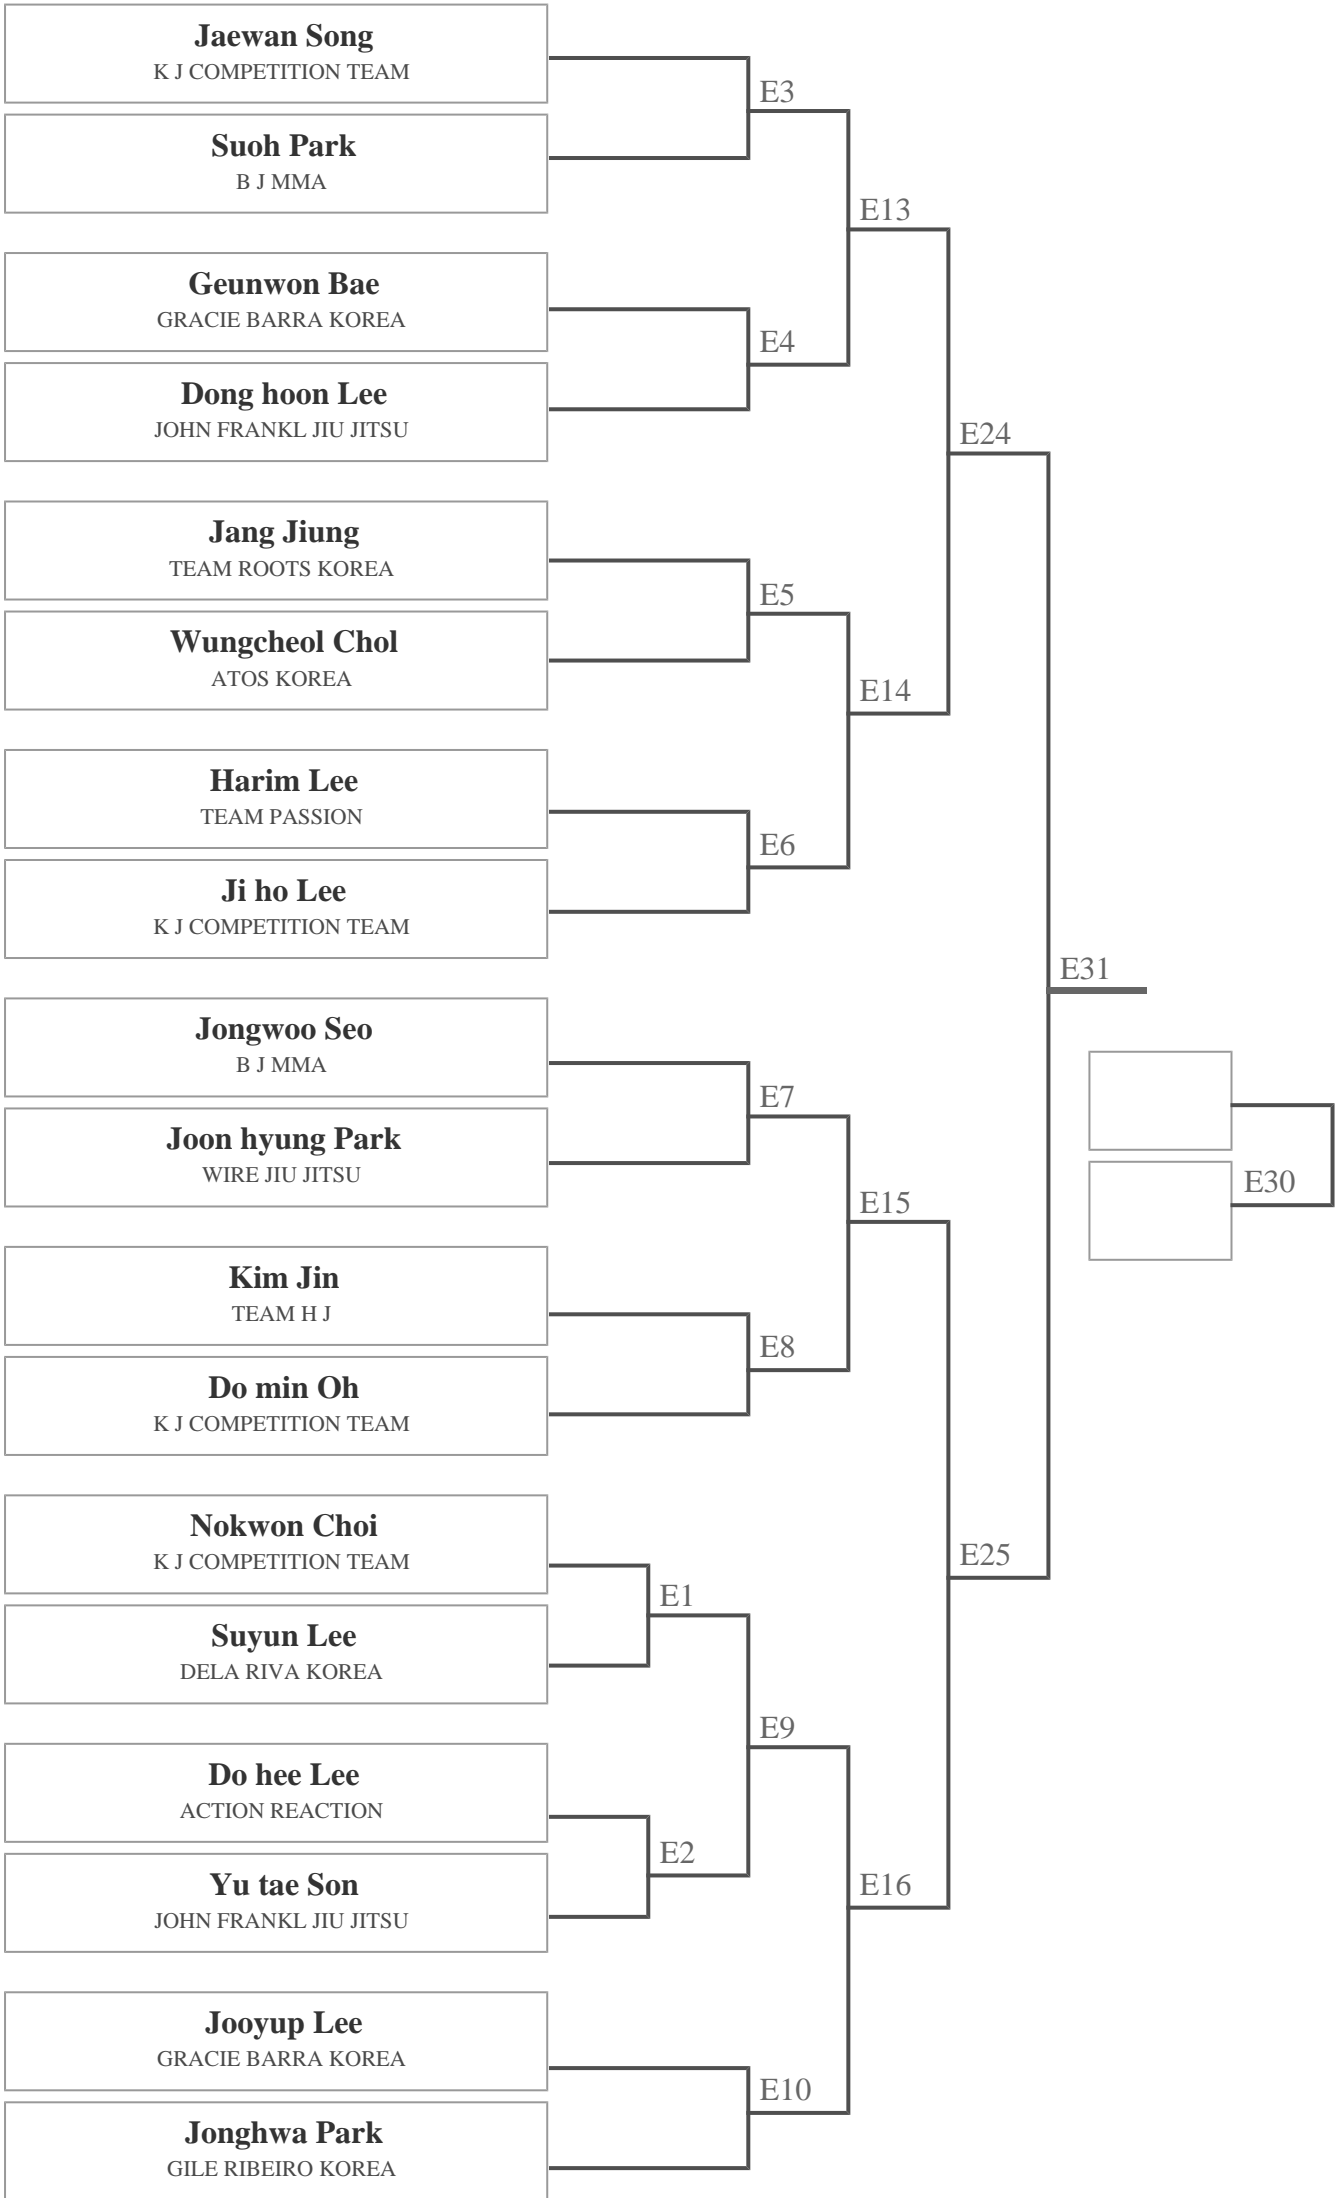 Jaewan Song
K J COMPETITION TEAM
E3
Suoh Park
B J MMA
E13
Geunwon Bae
GRACIE BARRA KOREA
E4
Dong hoon Lee
JOHN FRANKL JIU JITSU
E24
Jang Jiung
TEAM ROOTS KOREA
E5
Wungcheol Chol
ATOS KOREA
E14
Harim Lee
TEAM PASSION
E6
Ji ho Lee
K J COMPETITION TEAM
E31
Jongwoo Seo
B J MMA
E7
Joon hyung Park
WIRE JIU JITSU
E30
E15
Kim Jin
TEAM H J
E8
Do min Oh
K J COMPETITION TEAM
Nokwon Choi
K J COMPETITION TEAM
E25
E1
Suyun Lee
DELA RIVA KOREA
E9
Do hee Lee
ACTION REACTION
E2
Yu tae Son
JOHN FRANKL JIU JITSU
E16
Jooyup Lee
GRACIE BARRA KOREA
E10
Jonghwa Park
GILE RIBEIRO KOREA